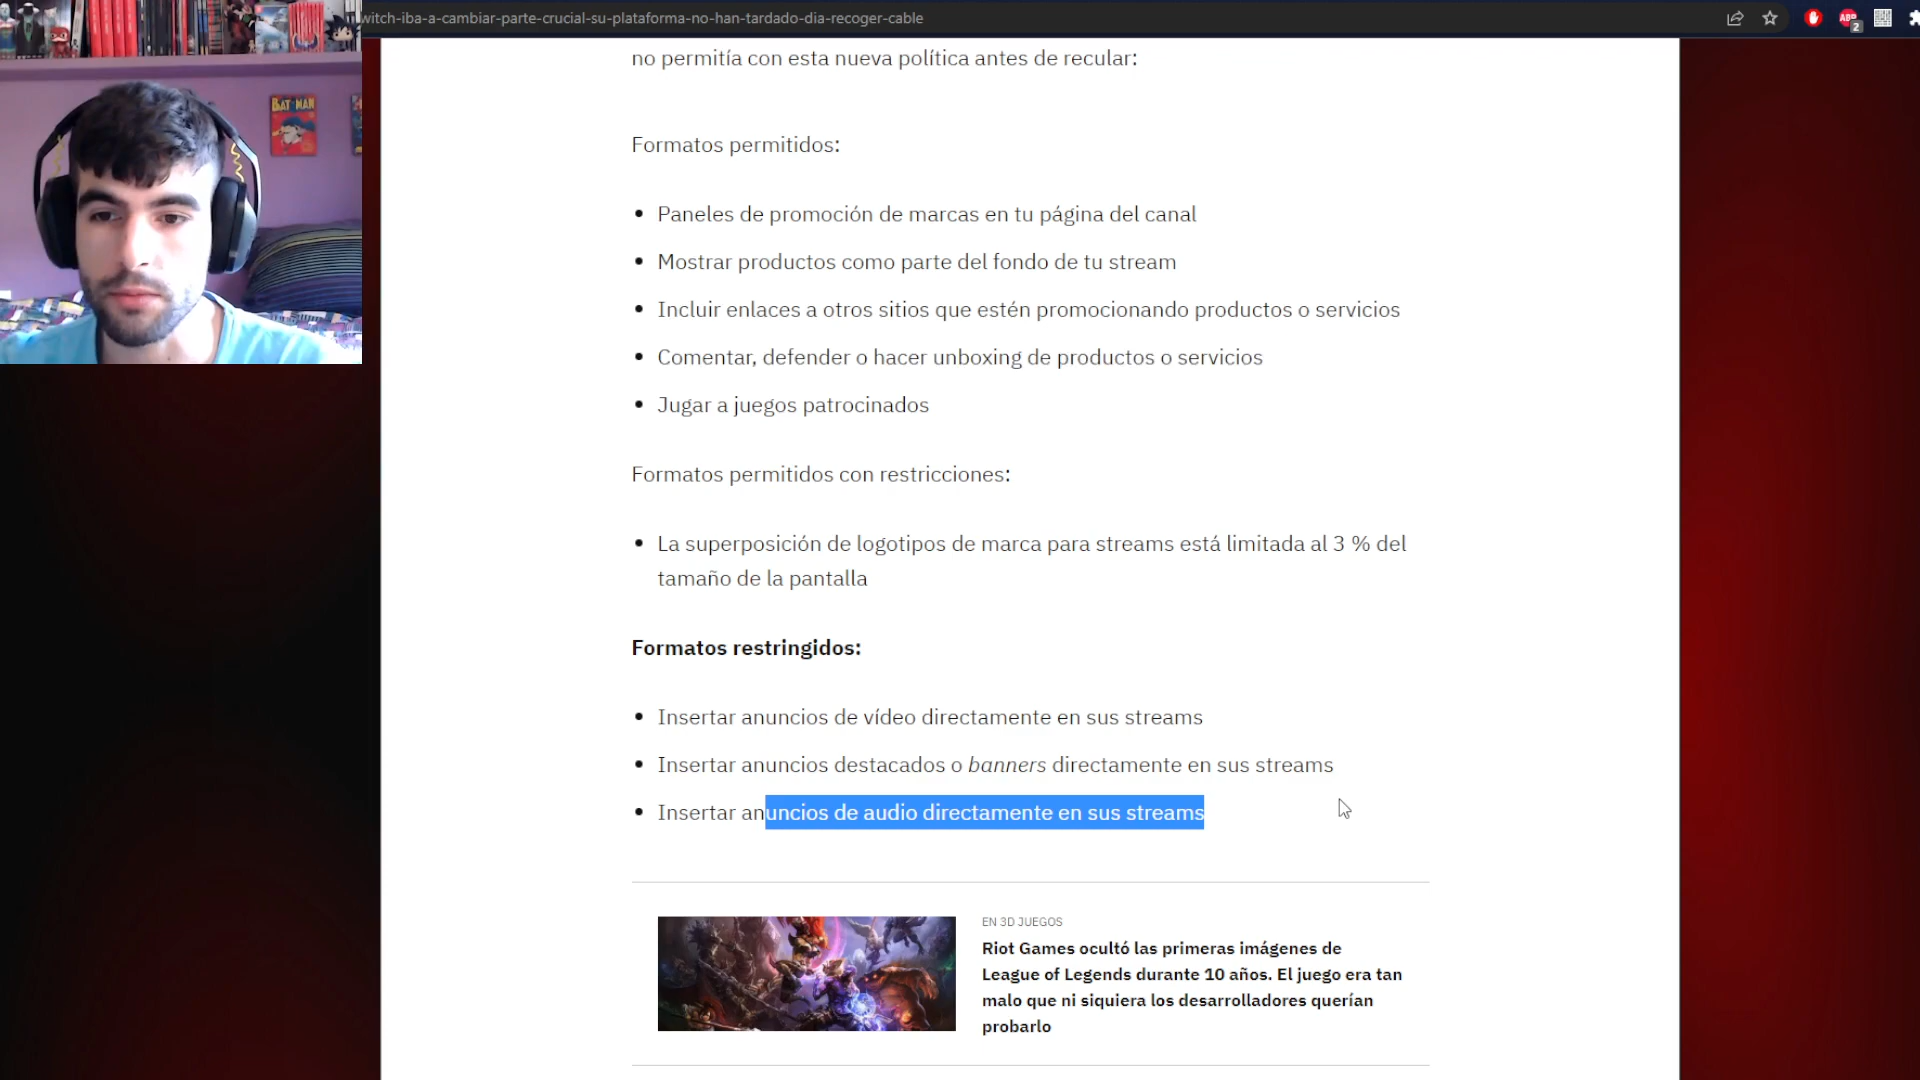 witch-iba-a-cambiar-parte-crucial-su-plataforma-no-han-tardado-dia-recoger-cable
ABP
2
BATMAN
no permitía con esta nueva política antes de recular:
Formatos permitidos:
• Paneles de promoción de marcas en tu página del canal
• Mostrar productos como parte del fondo de tu stream
• Incluir enlaces a otros sitios que estén promocionando productos o servicios
• Comentar, defender o hacer unboxing de productos o servicios
• Jugar a juegos patrocinados
Formatos permitidos con restricciones:
• La superposición de logotipos de marca para streams está limitada al 3 % del
tamaño de la pantalla
Formatos restringidos:
• Insertar anuncios de vídeo directamente en sus streams
• Insertar anuncios destacados o banners directamente en sus streams
• Insertar anuncios de audio directamente en sus streams
EN 3D JUEGOS
Riot Games ocultó las primeras imágenes de
League of Legends durante 10 años. El juego era tan
malo que ni siquiera los desarrolladores querían
probarlo